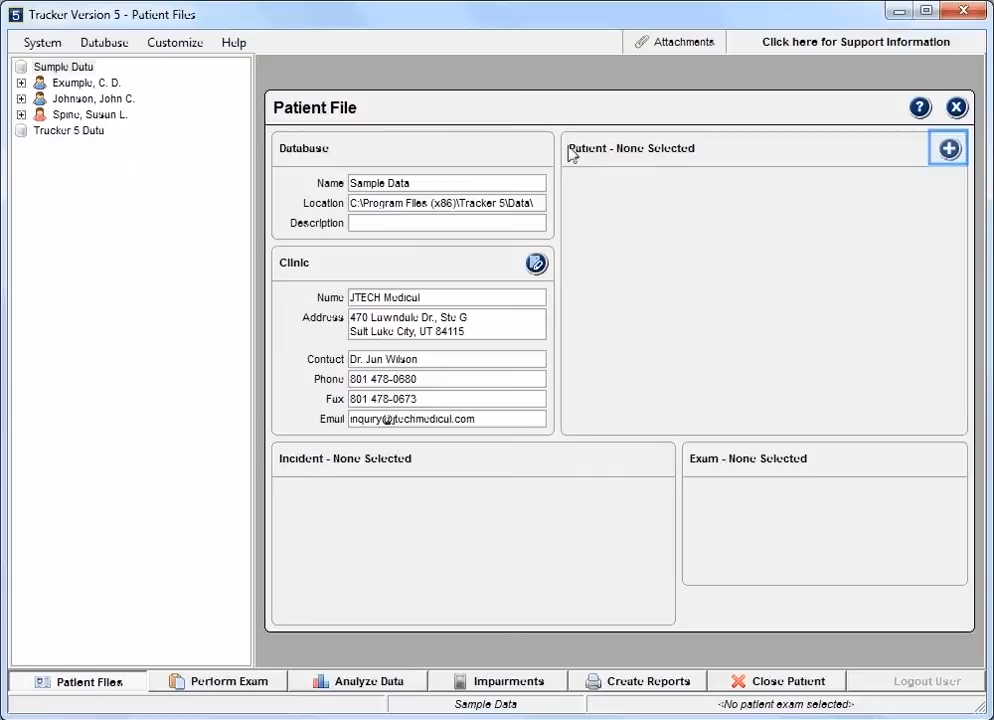 5 Tracker Version 5 - Patient Files
System Database Customize Help
Attachments
Click here for Support Information
Sample Data
Example, C. D.
Johnson, John C.
Spine, Susan L.
Tracker 5 Data
Patient File
Database
Name Sample Data
Location C:\Program Files (x86)\Tracker 5\Data\
Description
Clinic
Name JTECH Medical
Address 470 Lawndale Dr., Ste G
Salt Lake City, UT 84115
Contact Dr. Jan Wilson
Phone 801 478-0680
Fax 801 478-0673
Email inquiry@jtechmedical.com
Patient - None Selected
Incident - None Selected
Exam - None Selected
Patient Files Perform Exam Analyze Data Impairments Create Reports Close Patient Logout User
Sample Data
<No patient exam selected>